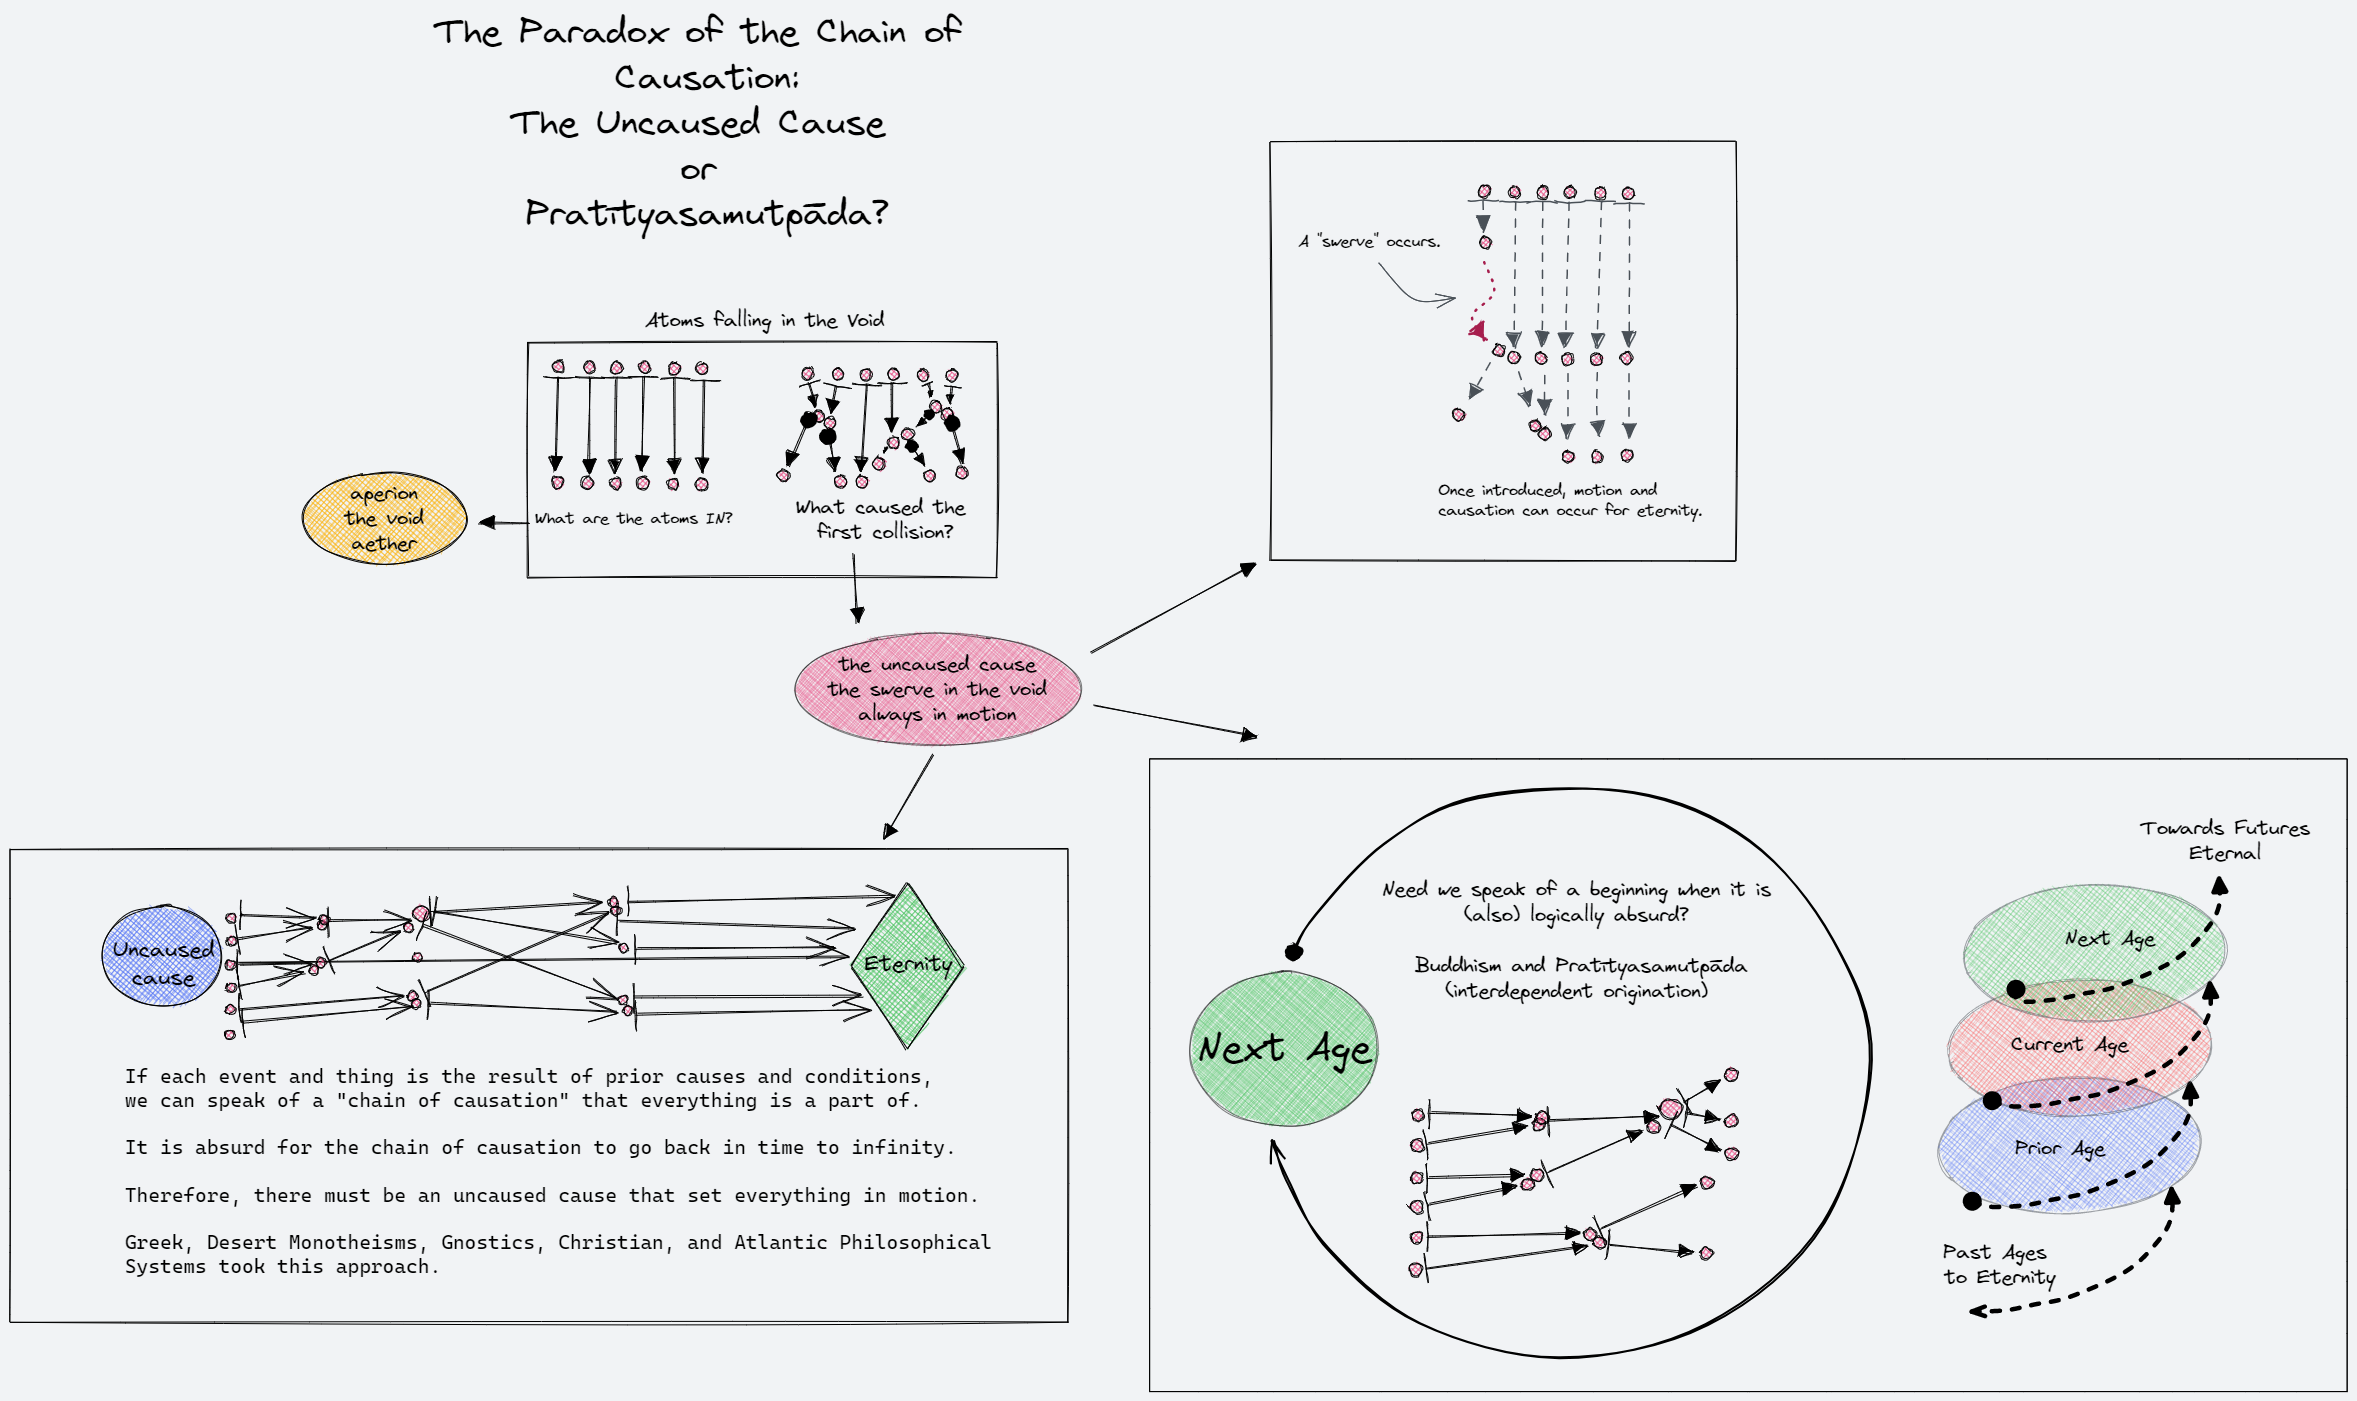 The Paradox of the Chain of
Causation:
The Uncaused Cause
or
Pratītyasamutpāda?
Atoms falling in the Void
What are the atoms IN?
What caused the
first collision?
aperion
the void
aether
the uncaused cause
the swerve in the void
always in motion
A "swerve" occurs.
Once introduced, motion and
causation can occur for eternity.
Uncaused
cause
Eternity
If each event and thing is the result of prior causes and conditions,
we can speak of a "chain of causation" that everything is a part of.
It is absurd for the chain of causation to go back in time to infinity.
Therefore, there must be an uncaused cause that set everything in motion.
Greek, Desert Monotheisms, Gnostics, Christian, and Atlantic Philosophical
Systems took this approach.
Need we speak of a beginning when it is
(also) logically absurd?
Buddhism and Pratītyasamutpāda
(interdependent origination)
Next Age
Towards Futures
Eternal
Next Age
Current Age
Prior Age
Past Ages
to Eternity